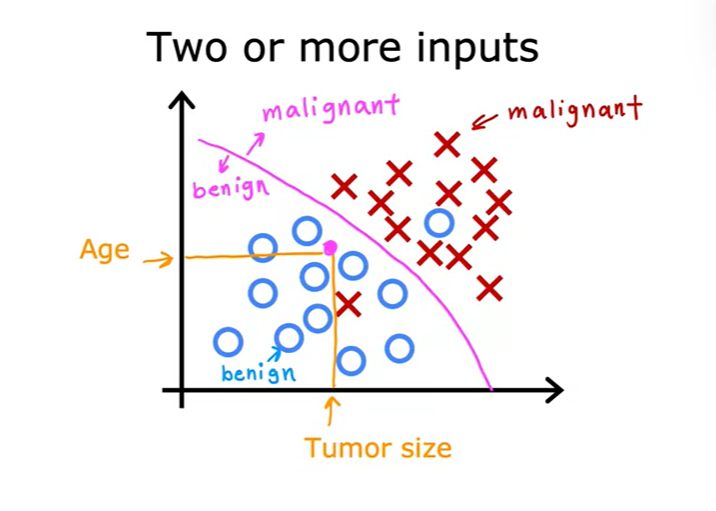 Two or more inputs
malignant
malignant
benign
Age
benign
Tumor size